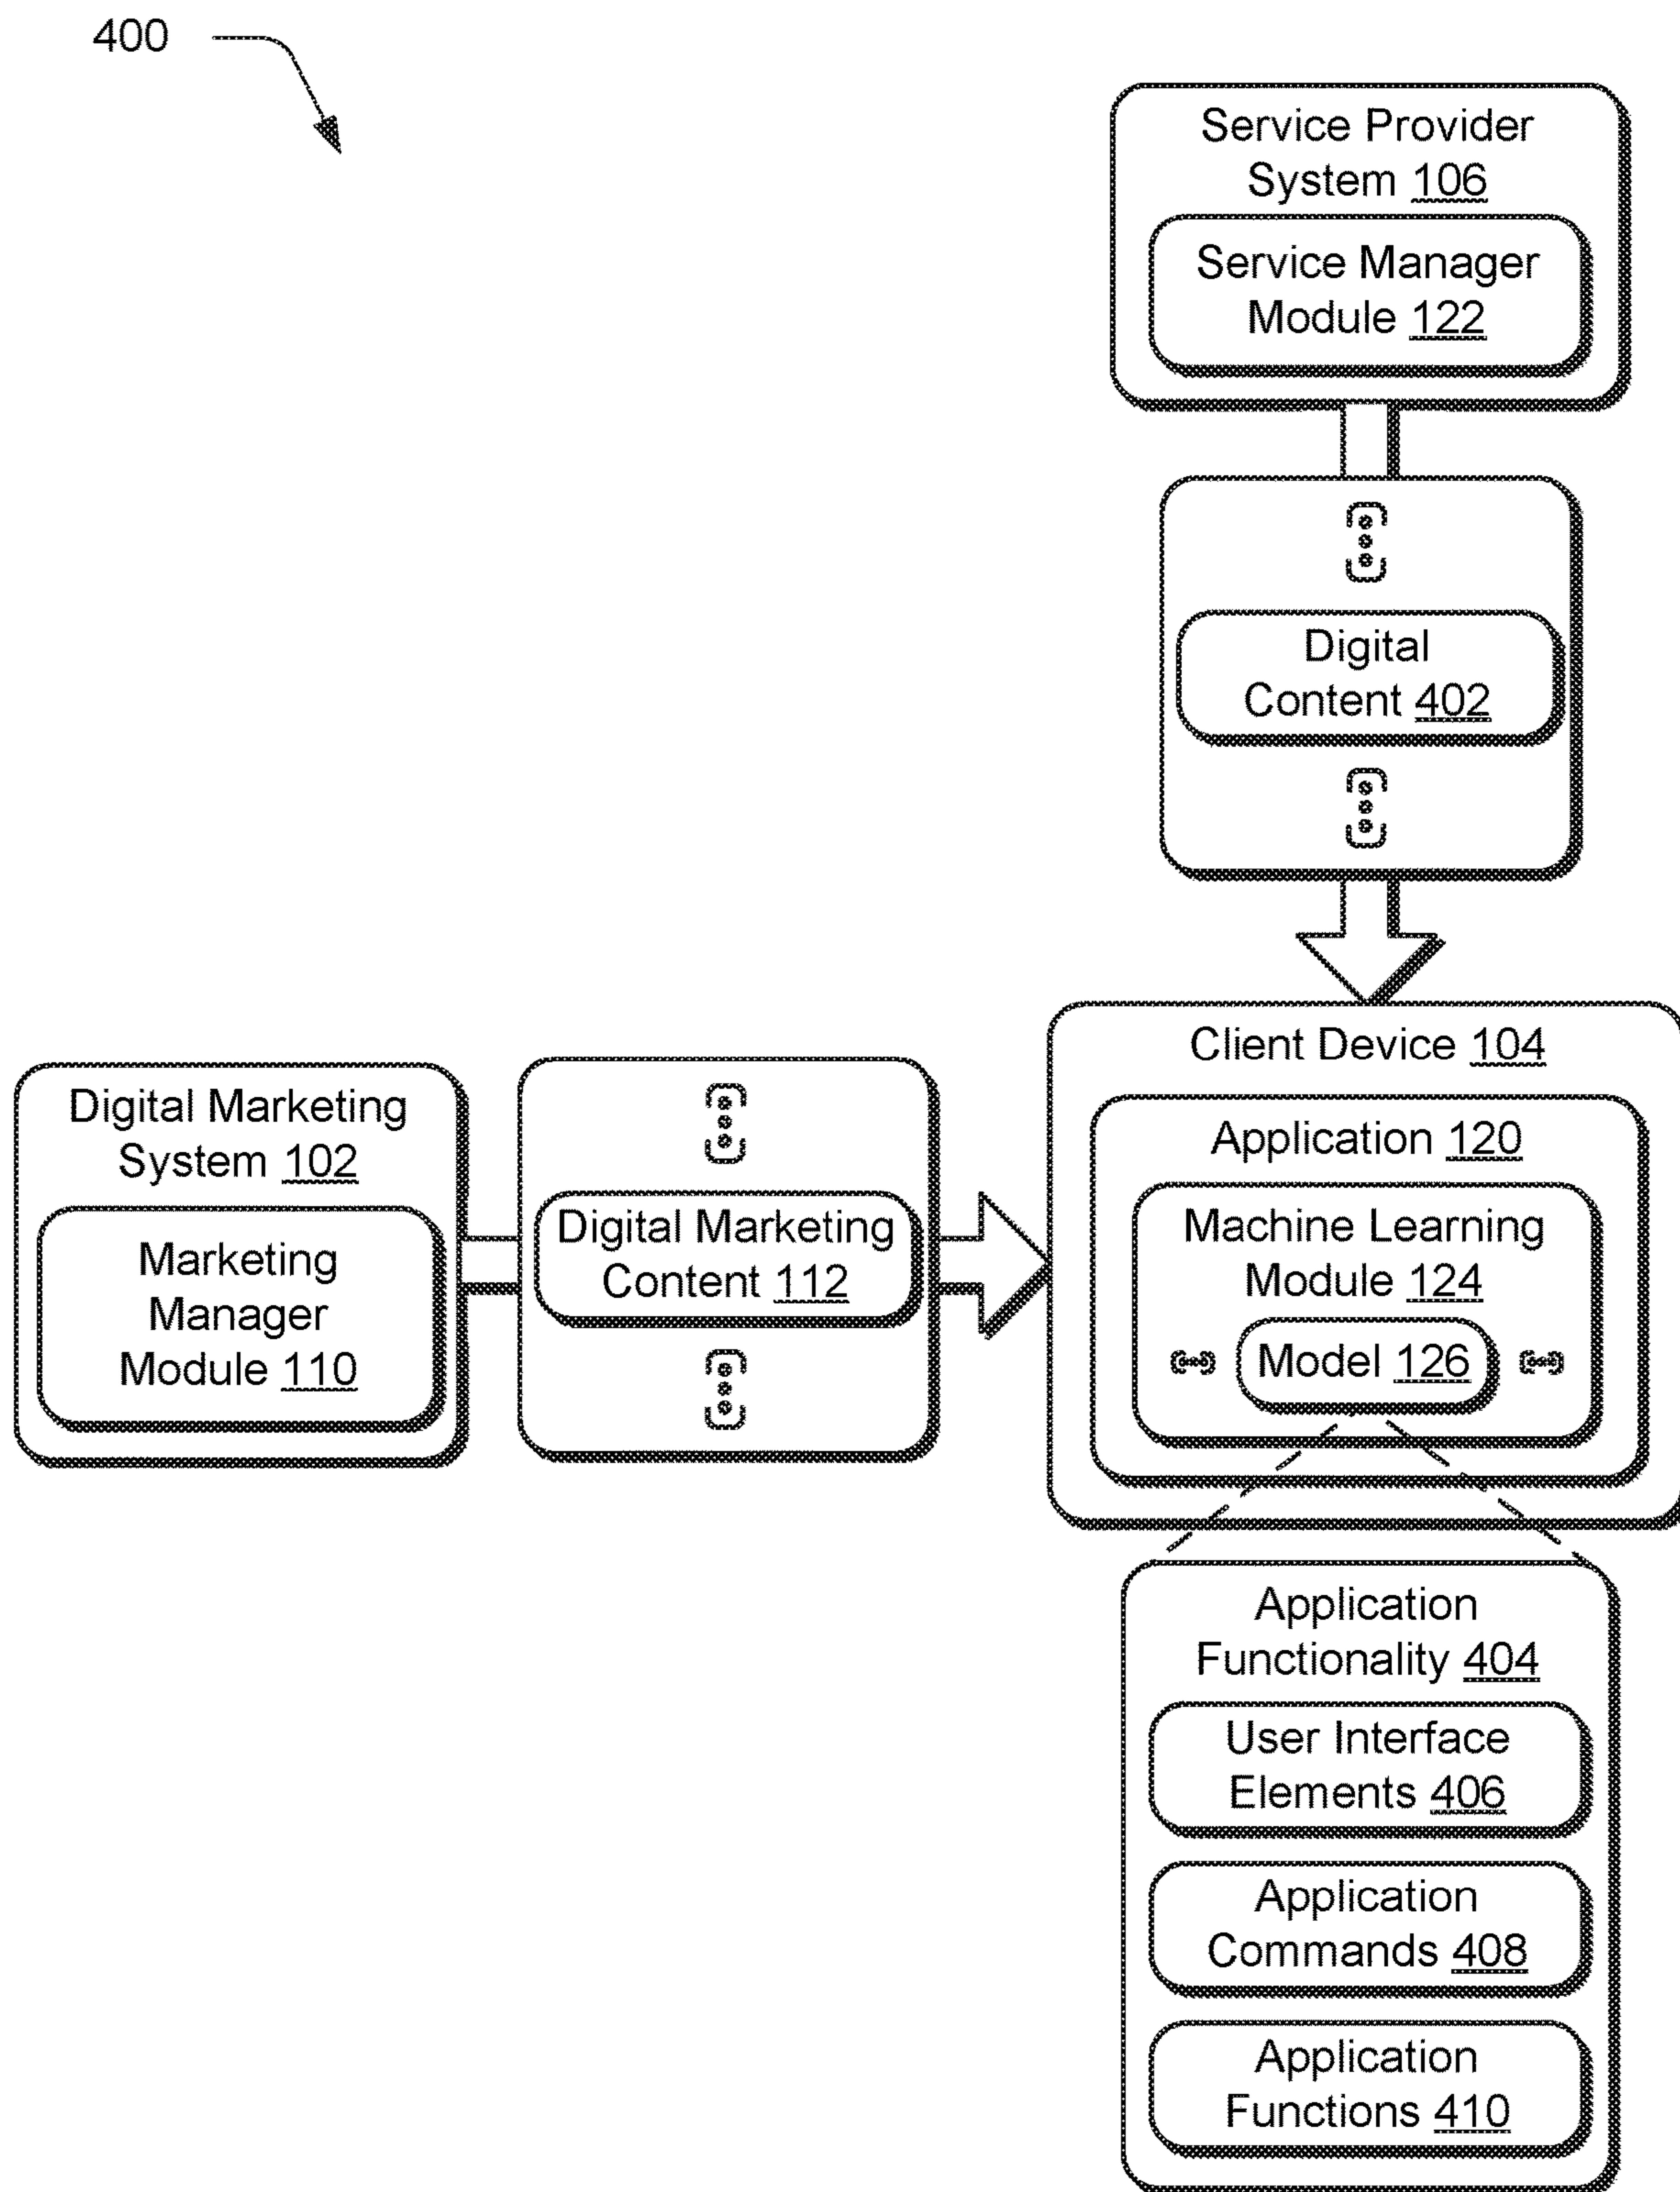 400
Service Provider
System 106
Service Manager
Module 122
Digital
Content 402
Digital Marketing
System 102
Marketing
Manager
Module 110
Digital Marketing
Content 112
Client Device 104
Application 120
Machine Learning
Module 124
Model 126
Application
Functionality 404
User Interface
Elements 406
Application
Commands 408
Application
Functions 410